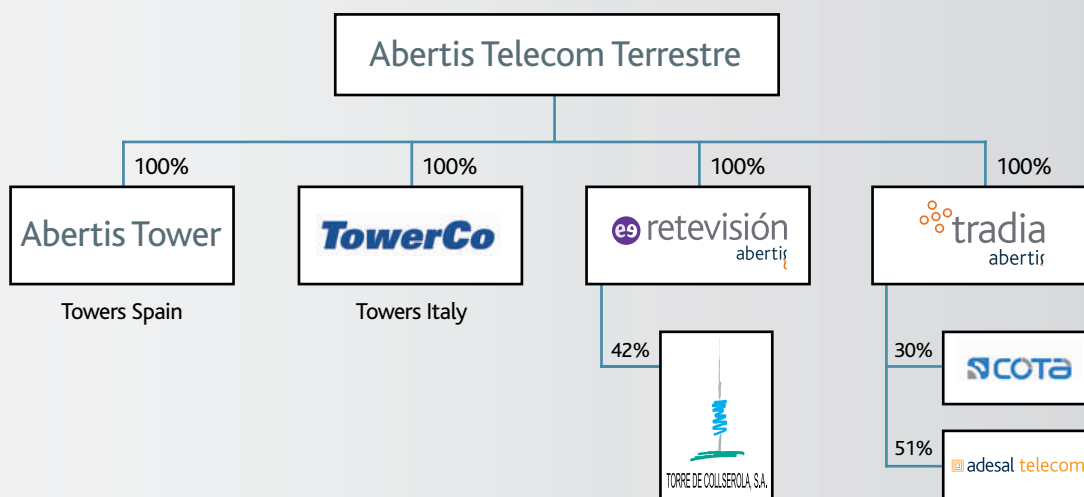 Abertis Telecom Terrestre
100%
100%
100%
100%
Abertis Tower
TowerCo
retevisión
abertis
tradia
abertis
Towers Spain
Towers Italy
42%
30%
COTA
TORRE DE COLLSEROLA, S.A.
51%
adesal telecom